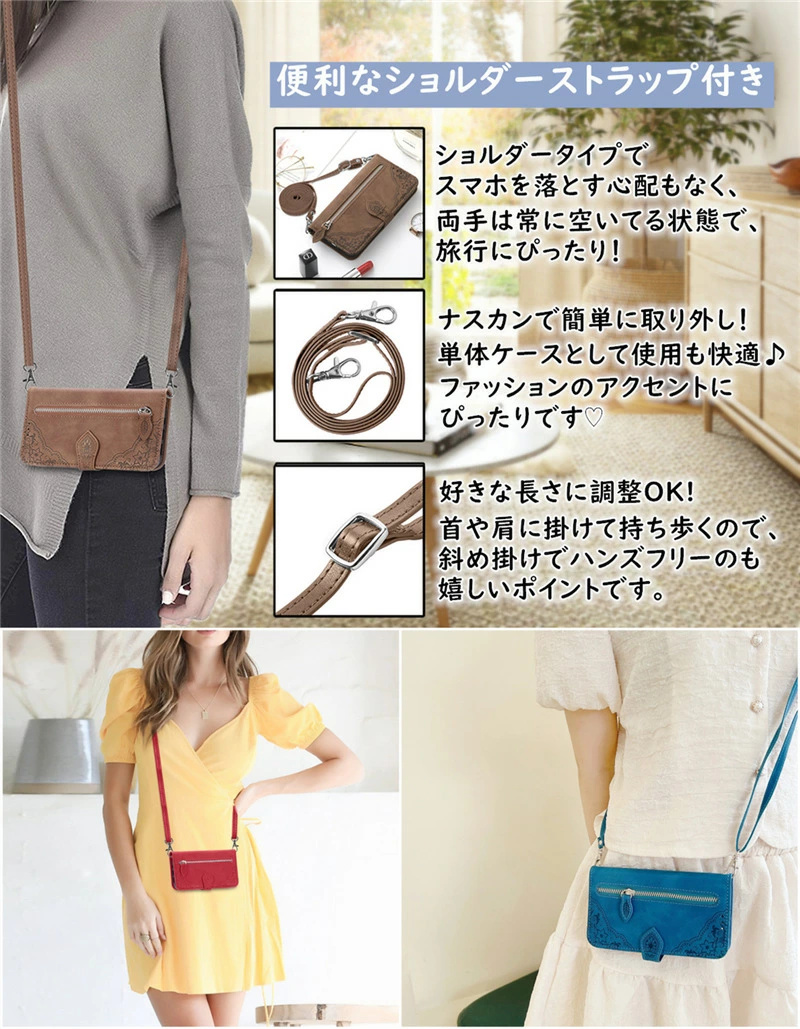 便利なショルダーストラップ付き
ショルダータイプで
スマホを落とす心配もなく、
両手は常に空いてる状態で、
旅行にぴったり!
ナスカンで簡単に取り外し!
単体ケースとして使用も快適♪
ファッションのアクセントに
ぴったりです♡
好きな長さに調整OK!
首や肩に掛けて持ち歩くので、
斜め掛けでハンズフリーのも
嬉しいポイントです。